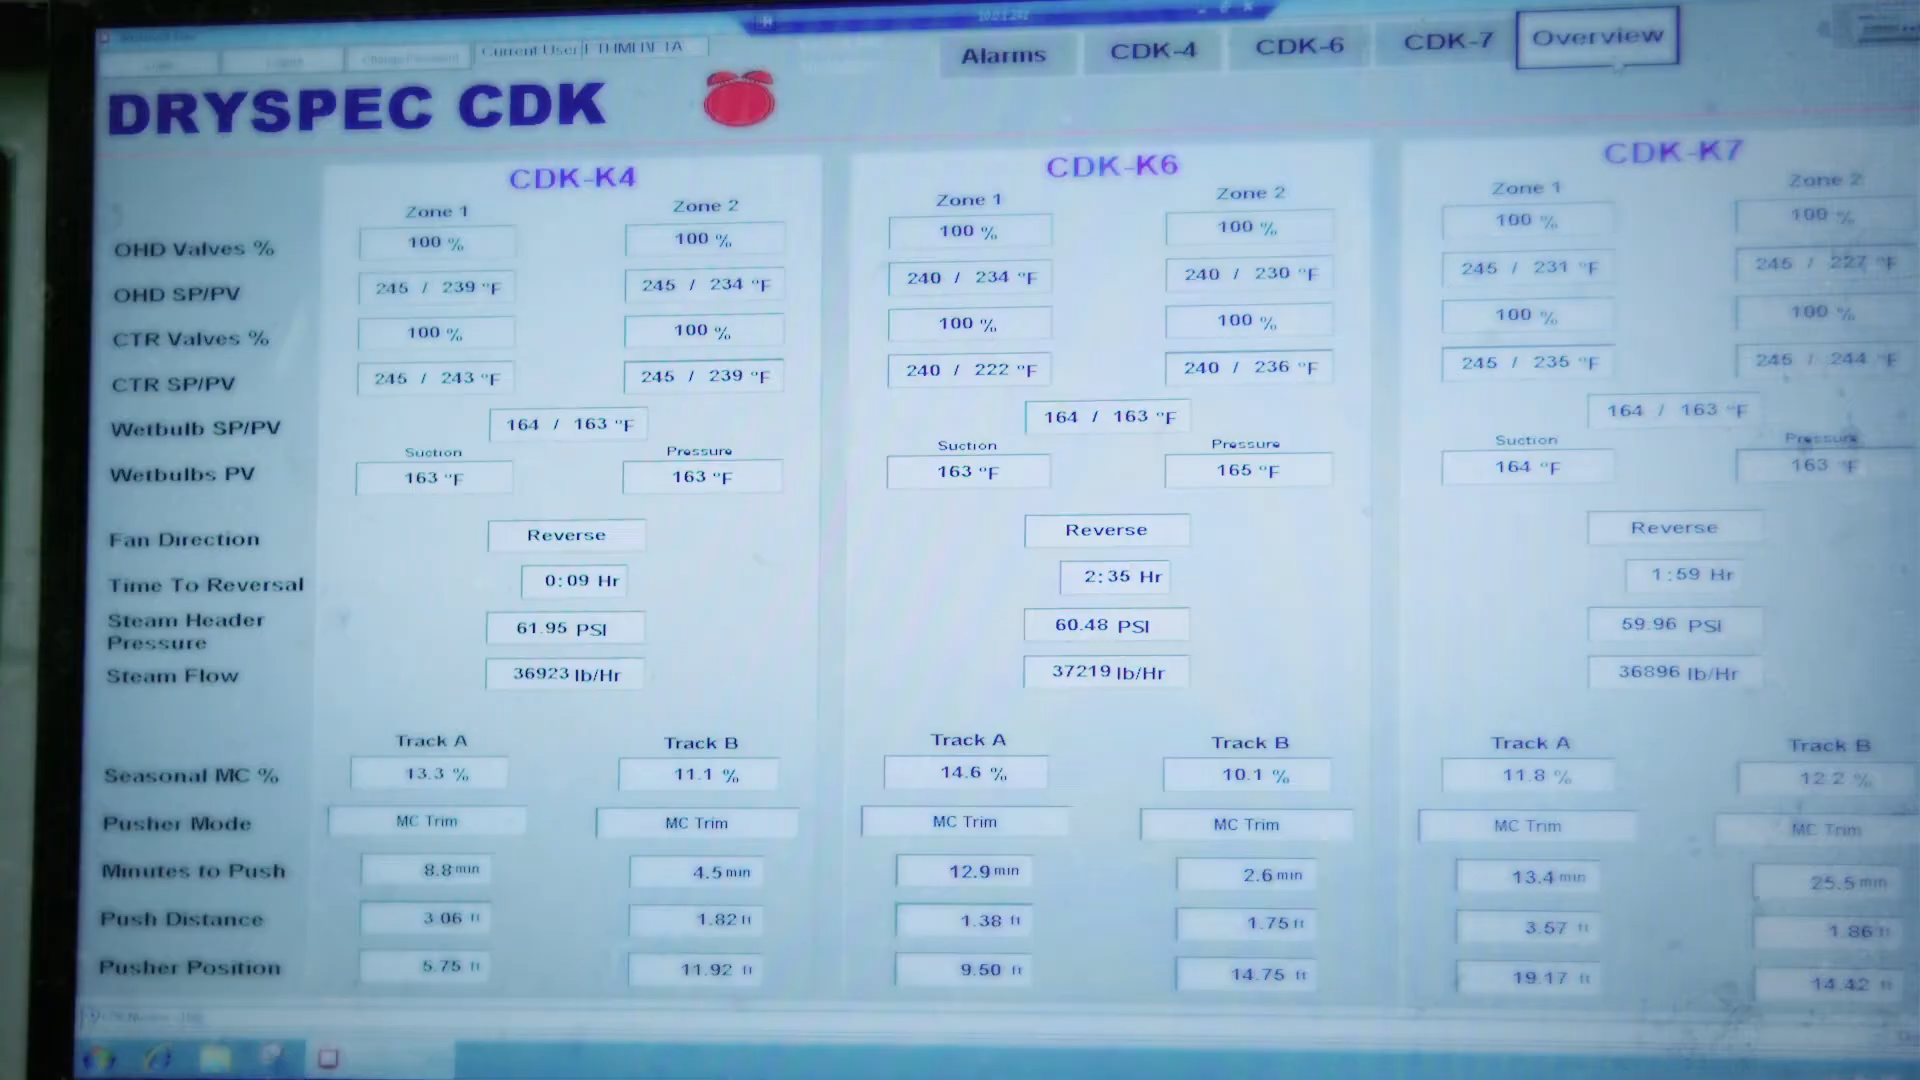 Current User
Alarms CDK-4 CDK-6 CDK-7 Overview
DRYSPEC CDK
CDK-K4 CDK-K6 CDK-K7
Zone 1 Zone 2 Zone 1 Zone 2 Zone 1 Zone 2
OHD Valves % 100 % 100 % 100 % 100 % 100 % 100 %
OHD SP/PV 245 / 239 °F 245 / 234 °F 240 / 234 °F 240 / 230 °F 245 / 231 °F 245 / 227 °F
CTR Valves % 100 % 100 % 100 % 100 % 100 % 100 %
CTR SP/PV 245 / 243 °F 245 / 239 °F 240 / 222 °F 240 / 236 °F 245 / 235 °F 245 / 244 °F
Wetbulb SP/PV 164 / 163 °F 164 / 163 °F 164 / 163 °F
Suction Pressure Suction Pressure Suction Pressure
Wetbulbs PV 163 °F 163 °F 163 °F 165 °F 164 °F 163 °F
Fan Direction Reverse Reverse Reverse
Time To Reversal 0:09 Hr 2:35 Hr 1:59 Hr
Steam Header
Pressure 61.95 PSI 60.48 PSI 59.96 PSI
Steam Flow 36923 lb/Hr 37219 lb/Hr 36896 lb/Hr
Track A Track B Track A Track B Track A Track B
Seasonal MC % 13.3 % 11.1 % 14.6 % 10.1 % 11.8 % 12.2 %
Pusher Mode MC Trim MC Trim MC Trim MC Trim MC Trim MC Trim
Minutes to Push 8.8 min 4.5 min 12.9 min 2.6 min 13.4 min 25.5 min
Push Distance 3.06 ft 1.82 ft 1.38 ft 1.75 ft 3.57 ft 1.86 ft
Pusher Position 5.75 ft 11.92 ft 9.50 ft 14.75 ft 19.17 ft 14.42 ft